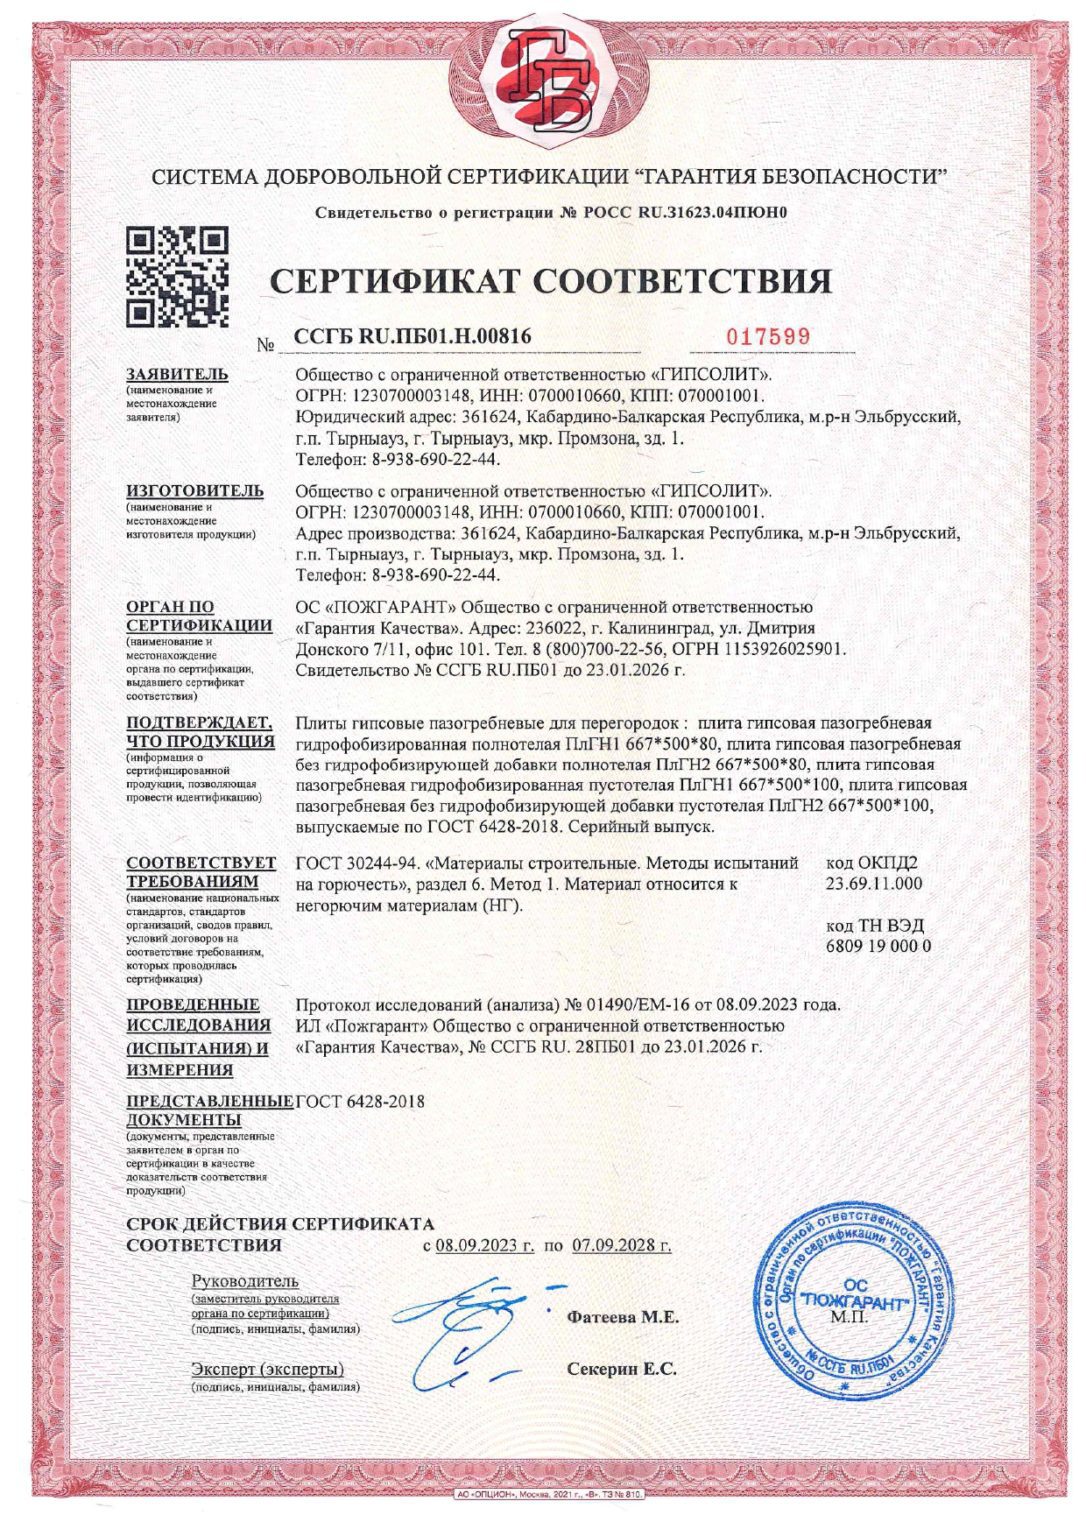 ГБ
СИСТЕМА ДОБРОВОЛЬНОЙ СЕРТИФИКАЦИИ “ГАРАНТИЯ БЕЗОПАСНОСТИ”
Свидетельство о регистрации № РОСС RU.31623.04ПЮН0
СЕРТИФИКАТ СООТВЕТСТВИЯ
№ ССГБ RU.ПБ01.Н.00816 017599
ЗАЯВИТЕЛЬ
(наименование и
местонахождение
заявителя)
Общество с ограниченной ответственностью «ГИПСОЛИТ».
ОГРН: 1230700003148, ИНН: 0700010660, КПП: 070001001.
Юридический адрес: 361624, Кабардино-Балкарская Республика, м.р-н Эльбрусский,
г.п. Тырныауз, г. Тырныауз, мкр. Промзона, зд. 1.
Телефон: 8-938-690-22-44.
ИЗГОТОВИТЕЛЬ
(наименование и
местонахождение
изготовителя продукции)
Общество с ограниченной ответственностью «ГИПСОЛИТ».
ОГРН: 1230700003148, ИНН: 0700010660, КПП: 070001001.
Адрес производства: 361624, Кабардино-Балкарская Республика, м.р-н Эльбрусский,
г.п. Тырныауз, г. Тырныауз, мкр. Промзона, зд. 1.
Телефон: 8-938-690-22-44.
ОРГАН ПО
СЕРТИФИКАЦИИ
(наименование и
местонахождение
органа по сертификации,
выдавшего сертификат
соответствия)
ОС «ПОЖГАРАНТ» Общество с ограниченной ответственностью
«Гарантия Качества». Адрес: 236022, г. Калининград, ул. Дмитрия
Донского 7/11, офис 101. Тел. 8 (800)700-22-56, ОГРН 1153926025901.
Свидетельство № ССГБ RU.ПБ01 до 23.01.2026 г.
ПОДТВЕРЖДАЕТ,
ЧТО ПРОДУКЦИЯ
(информация о
сертифицированной
продукции, позволяющая
провести идентификацию)
Плиты гипсовые пазогребневые для перегородок : плита гипсовая пазогребневая
гидрофобизированная полнотелая ПлГН1 667*500*80, плита гипсовая пазогребневая
без гидрофобизирующей добавки полнотелая ПлГН2 667*500*80, плита гипсовая
пазогребневая гидрофобизированная пустотелая ПлГН1 667*500*100, плита гипсовая
пазогребневая без гидрофобизирующей добавки пустотелая ПлГН2 667*500*100,
выпускаемые по ГОСТ 6428-2018. Серийный выпуск.
СООТВЕТСТВУЕТ
ТРЕБОВАНИЯМ
(наименование национальных
стандартов, стандартов
организаций, сводов правил,
условий договоров на
соответствие требованиям,
которых проводилась
сертификация)
ГОСТ 30244-94. «Материалы строительные. Методы испытаний
на горючесть», раздел 6. Метод 1. Материал относится к
негорючим материалам (НГ).
код ОКПД2
23.69.11.000
код ТН ВЭД
6809 19 000 0
ПРОВЕДЕННЫЕ
ИССЛЕДОВАНИЯ
(ИСПЫТАНИЯ) И
ИЗМЕРЕНИЯ
Протокол исследований (анализа) № 01490/ЕМ-16 от 08.09.2023 года.
ИЛ «Пожгарант» Общество с ограниченной ответственностью
«Гарантия Качества», № ССГБ RU. 28ПБ01 до 23.01.2026 г.
ПРЕДСТАВЛЕННЫЕ
ДОКУМЕНТЫ
(документы, представленные
заявителем в орган по
сертификации в качестве
доказательств соответствия
продукции)
ГОСТ 6428-2018
СРОК ДЕЙСТВИЯ СЕРТИФИКАТА
СООТВЕТСТВИЯ с 08.09.2023 г. по 07.09.2028 г.
Руководитель
(заместитель руководителя
органа по сертификации)
(подпись, инициалы, фамилия)
Фатеева М.Е.
Эксперт (эксперты)
(подпись, инициалы, фамилия)
Секерин Е.С.
Общество с ограниченной ответственностью "Гарантия Качества"
Орган по сертификации "ПОЖГАРАНТ"
ОС
"ПОЖГАРАНТ"
М.П.
№ ССГБ RU.ПБ01
АО «ОПЦИОН», Москва, 2021 г., «В». ТЗ № 810.